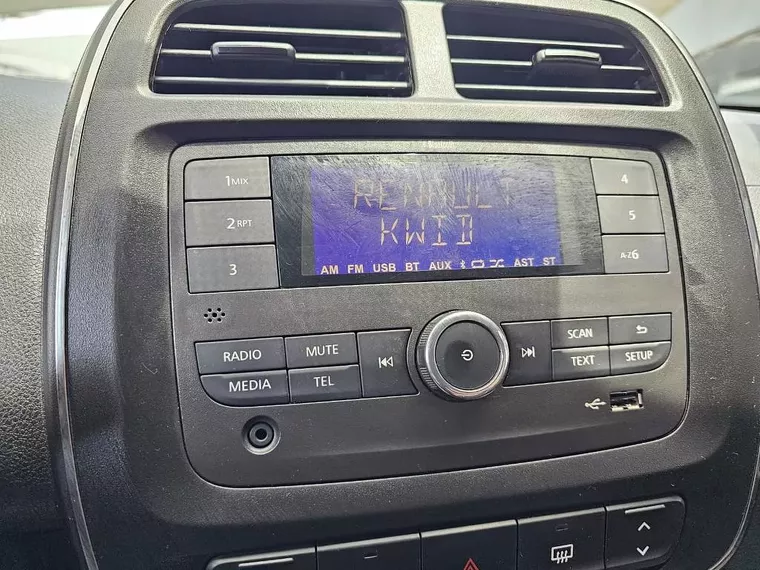 1MIX
2RPT
3
RENAULT
KWID
AM FM USB BT AUX AST ST
4
5
A-Z6
RADIO
MUTE
MEDIA
TEL
SCAN
TEXT
SETUP